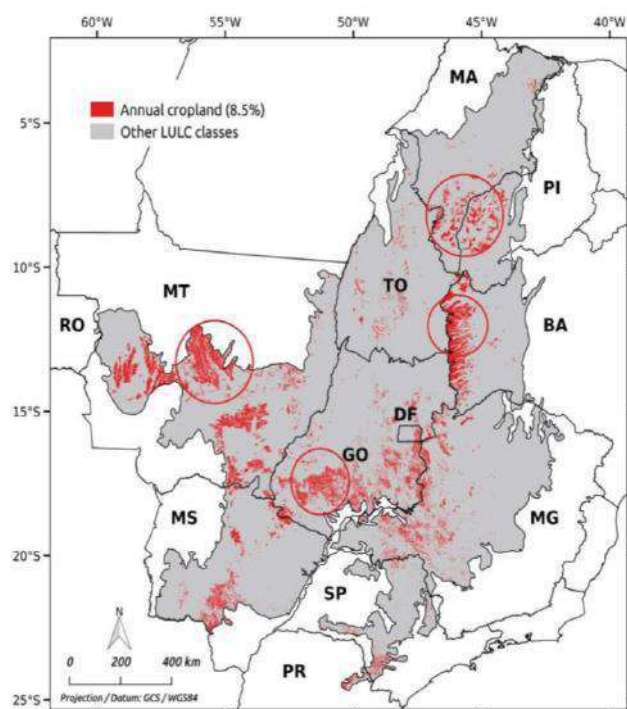 60°W 55°W 50°W 45°W 40°W
MA
Annual cropland (8.5%)
Other LULC classes
5°S
PI
10°S
MT
TO
RO
BA
15°S
DF
GO
MS
MG
20°S
SP
N
0 200 400 km
PR
Projection / Datum: GCS / WGS84
25°S